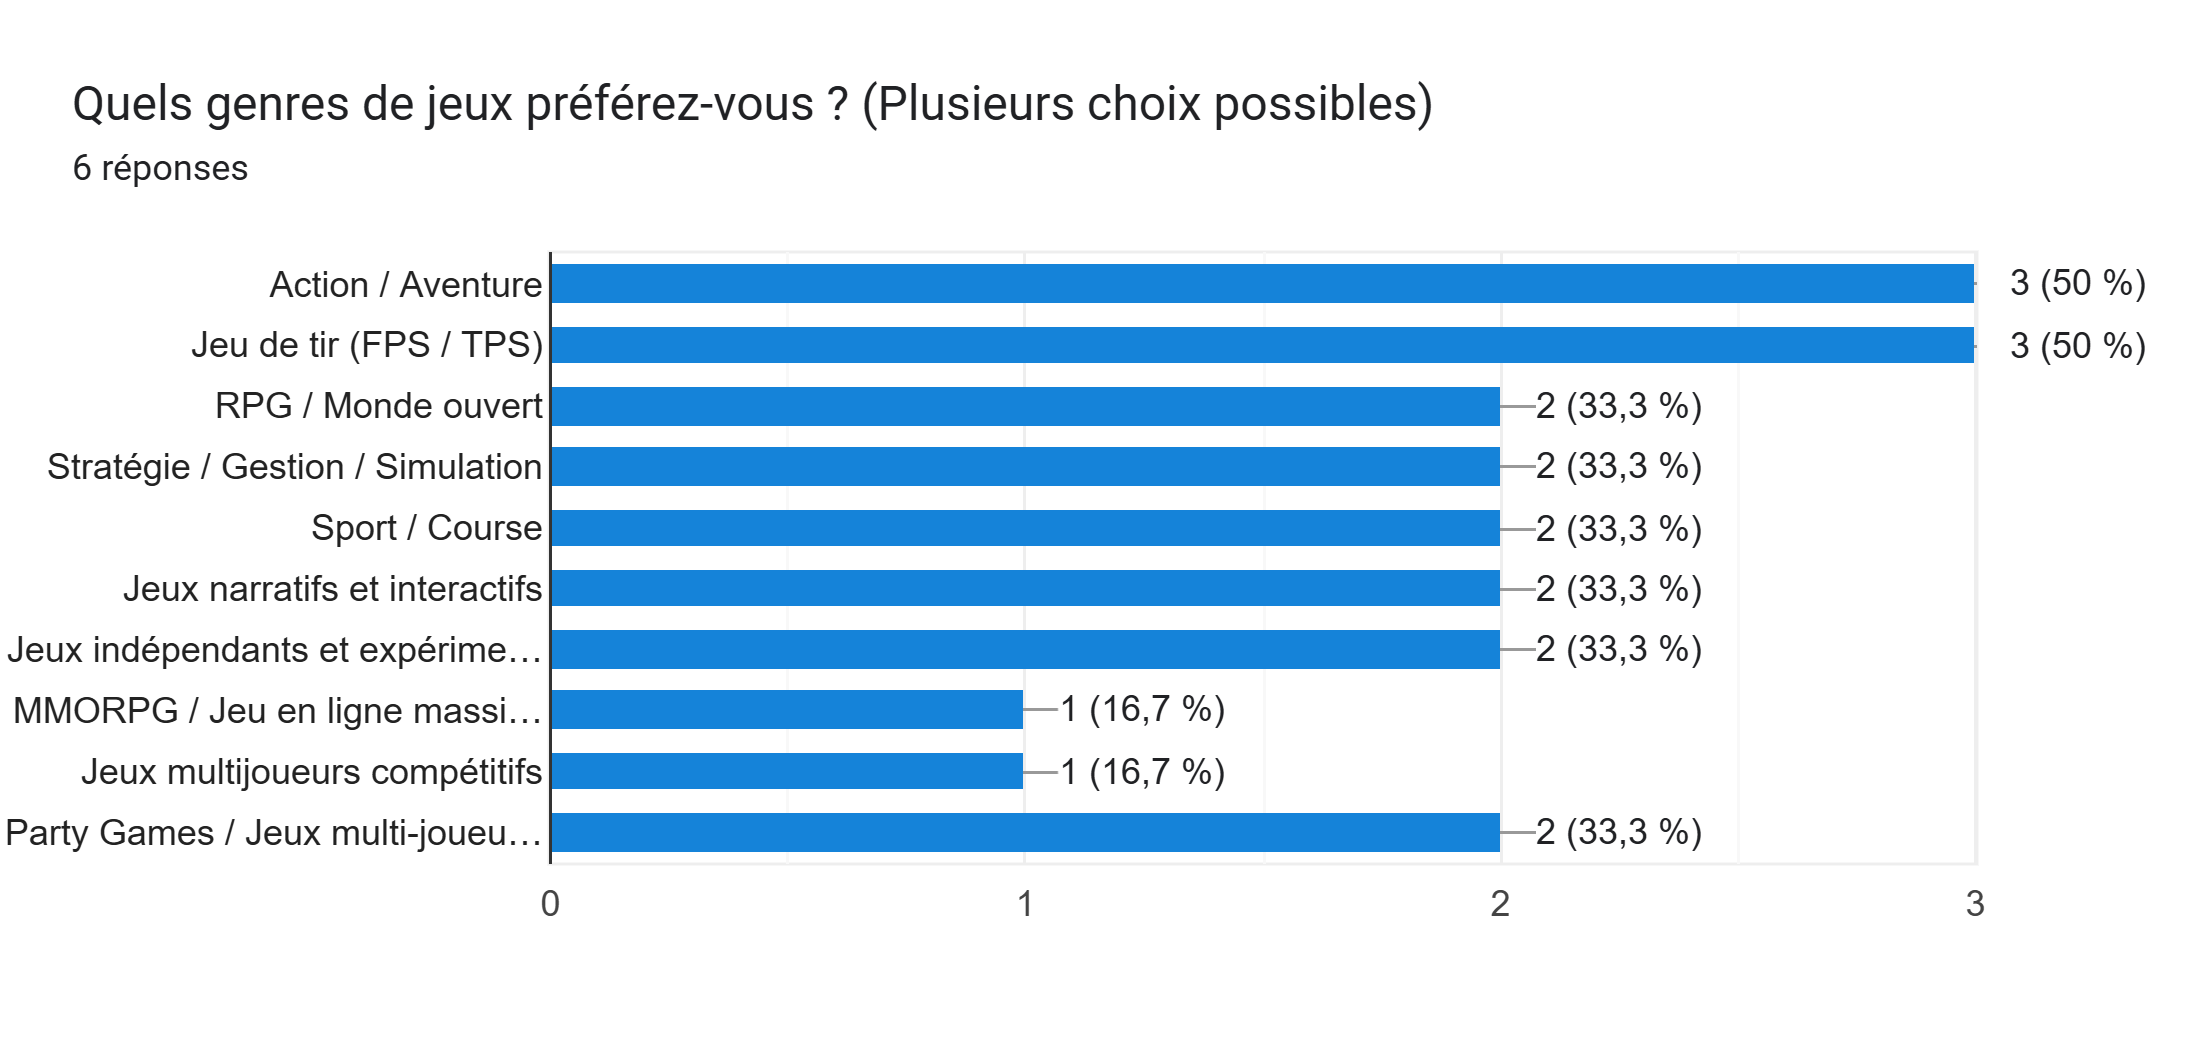 Quels genres de jeux préférez-vous ? (Plusieurs choix possibles)
6 réponses
Action / Aventure 3 (50 %)
Jeu de tir (FPS / TPS) 3 (50 %)
RPG / Monde ouvert 2 (33,3 %)
Stratégie / Gestion / Simulation 2 (33,3 %)
Sport / Course 2 (33,3 %)
Jeux narratifs et interactifs 2 (33,3 %)
Jeux indépendants et expérime… 2 (33,3 %)
MMORPG / Jeu en ligne massi… 1 (16,7 %)
Jeux multijoueurs compétitifs 1 (16,7 %)
Party Games / Jeux multi-joueu… 2 (33,3 %)
0 1 2 3